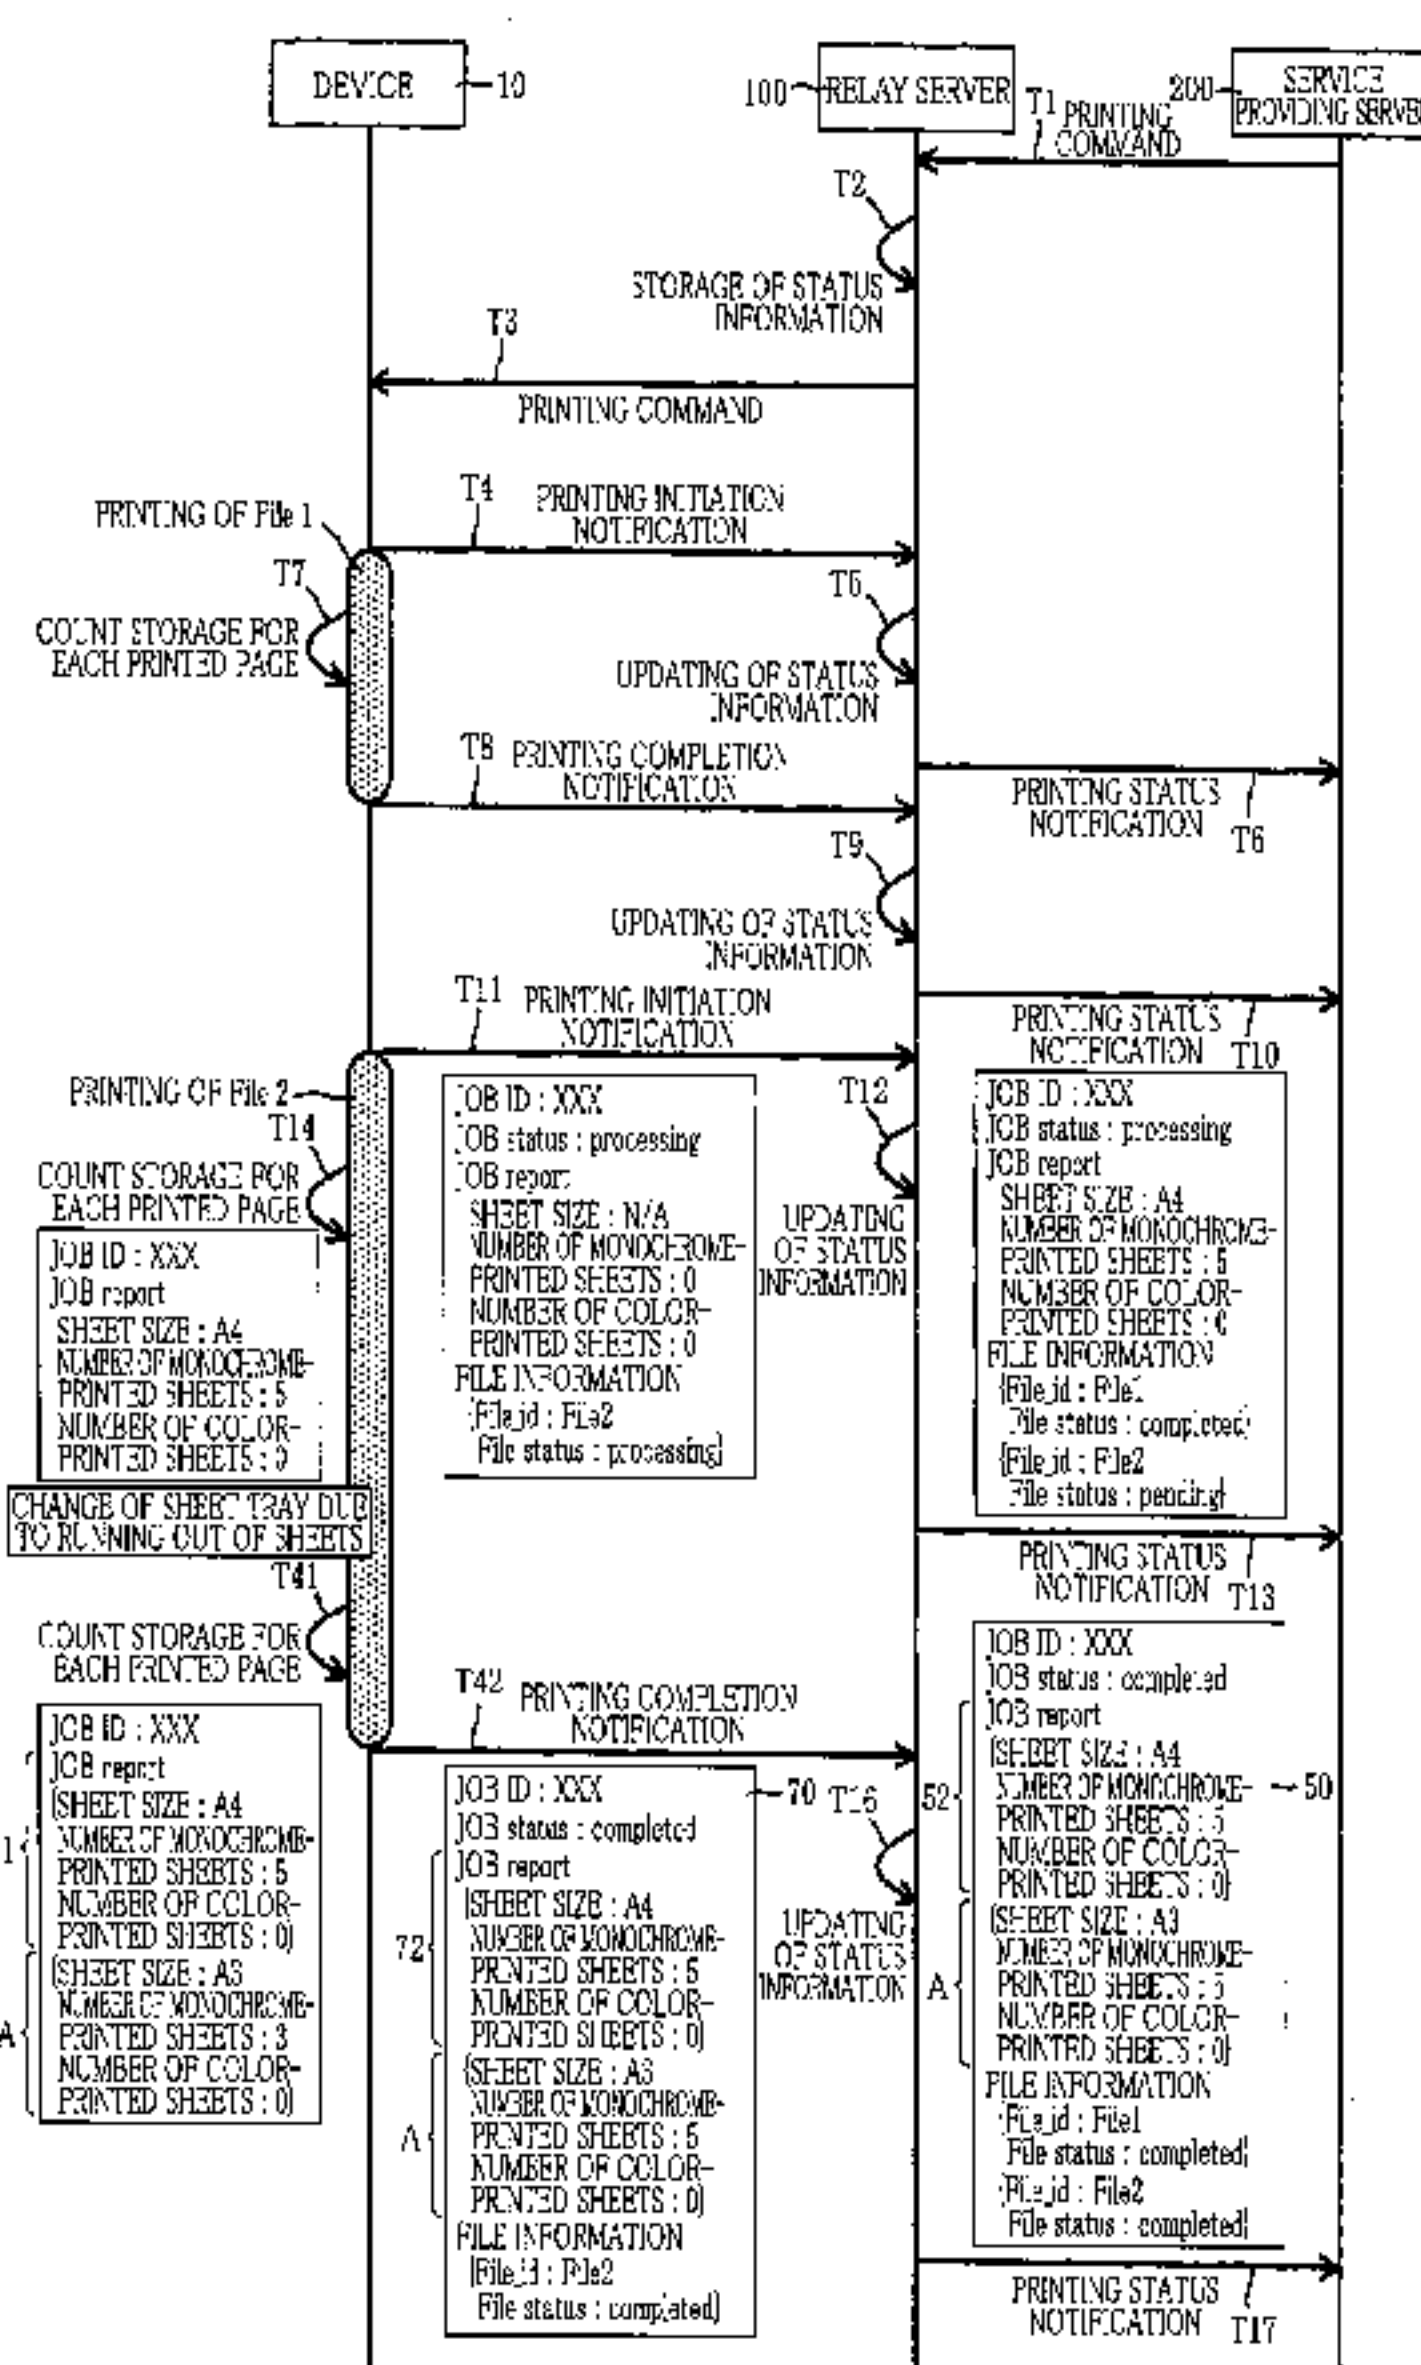 DEVICE
10
100
RELAY SERVER
200
SERVICE
PROVIDING SERVER
T1
PRINTING
COMMAND
T2
STORAGE OF STATUS
INFORMATION
T3
PRINTING COMMAND
T4
PRINTING INITIATION
NOTIFICATION
PRINTING OF File 1
T7
COUNT STORAGE FOR
EACH PRINTED PAGE
T5
UPDATING OF STATUS
INFORMATION
T8
PRINTING COMPLETION
NOTIFICATION
PRINTING STATUS
NOTIFICATION
T6
T9
UPDATING OF STATUS
INFORMATION
T11
PRINTING INITIATION
NOTIFICATION
PRINTING STATUS
NOTIFICATION
T10
PRINTING OF File 2
T14
COUNT STORAGE FOR
EACH PRINTED PAGE
JOB ID : XXX
JOB report
SHEET SIZE : A4
NUMBER OF MONOCHROME-
PRINTED SHEETS : 5
NUMBER OF COLOR-
PRINTED SHEETS : 0
JOB ID : XXX
JOB status : processing
JOB report
SHEET SIZE : N/A
NUMBER OF MONOCHROME-
PRINTED SHEETS : 0
NUMBER OF COLOR-
PRINTED SHEETS : 0
FILE INFORMATION
{File_id : File2
File status : processing}
T12
UPDATING
OF STATUS
INFORMATION
JOB ID : XXX
JOB status : processing
JOB report
SHEET SIZE : A4
NUMBER OF MONOCHROME-
PRINTED SHEETS : 5
NUMBER OF COLOR-
PRINTED SHEETS : 0
FILE INFORMATION
{File_id : File1
File status : completed}
{File_id : File2
File status : pending}
CHANGE OF SHEET TRAY DUE
TO RUNNING OUT OF SHEETS
T41
COUNT STORAGE FOR
EACH PRINTED PAGE
PRINTING STATUS
NOTIFICATION
T13
T42
PRINTING COMPLETION
NOTIFICATION
JOB ID : XXX
JOB report
{SHEET SIZE : A4
NUMBER OF MONOCHROME-
PRINTED SHEETS : 5
NUMBER OF COLOR-
PRINTED SHEETS : 0}
{SHEET SIZE : A3
NUMBER OF MONOCHROME-
PRINTED SHEETS : 3
NUMBER OF COLOR-
PRINTED SHEETS : 0}
1
A
70
JOB ID : XXX
JOB status : completed
JOB report
{SHEET SIZE : A4
NUMBER OF MONOCHROME-
PRINTED SHEETS : 5
NUMBER OF COLOR-
PRINTED SHEETS : 0}
{SHEET SIZE : A3
NUMBER OF MONOCHROME-
PRINTED SHEETS : 5
NUMBER OF COLOR-
PRINTED SHEETS : 0}
FILE INFORMATION
{File_id : File2
File status : completed}
72
A
T16
UPDATING
OF STATUS
INFORMATION
JOB ID : XXX
JOB status : completed
JOB report
{SHEET SIZE : A4
NUMBER OF MONOCHROME-
PRINTED SHEETS : 5
NUMBER OF COLOR-
PRINTED SHEETS : 0}
{SHEET SIZE : A3
NUMBER OF MONOCHROME-
PRINTED SHEETS : 5
NUMBER OF COLOR-
PRINTED SHEETS : 0}
FILE INFORMATION
{File_id : File1
File status : completed}
{File_id : File2
File status : completed}
50
52
A
PRINTING STATUS
NOTIFICATION
T17